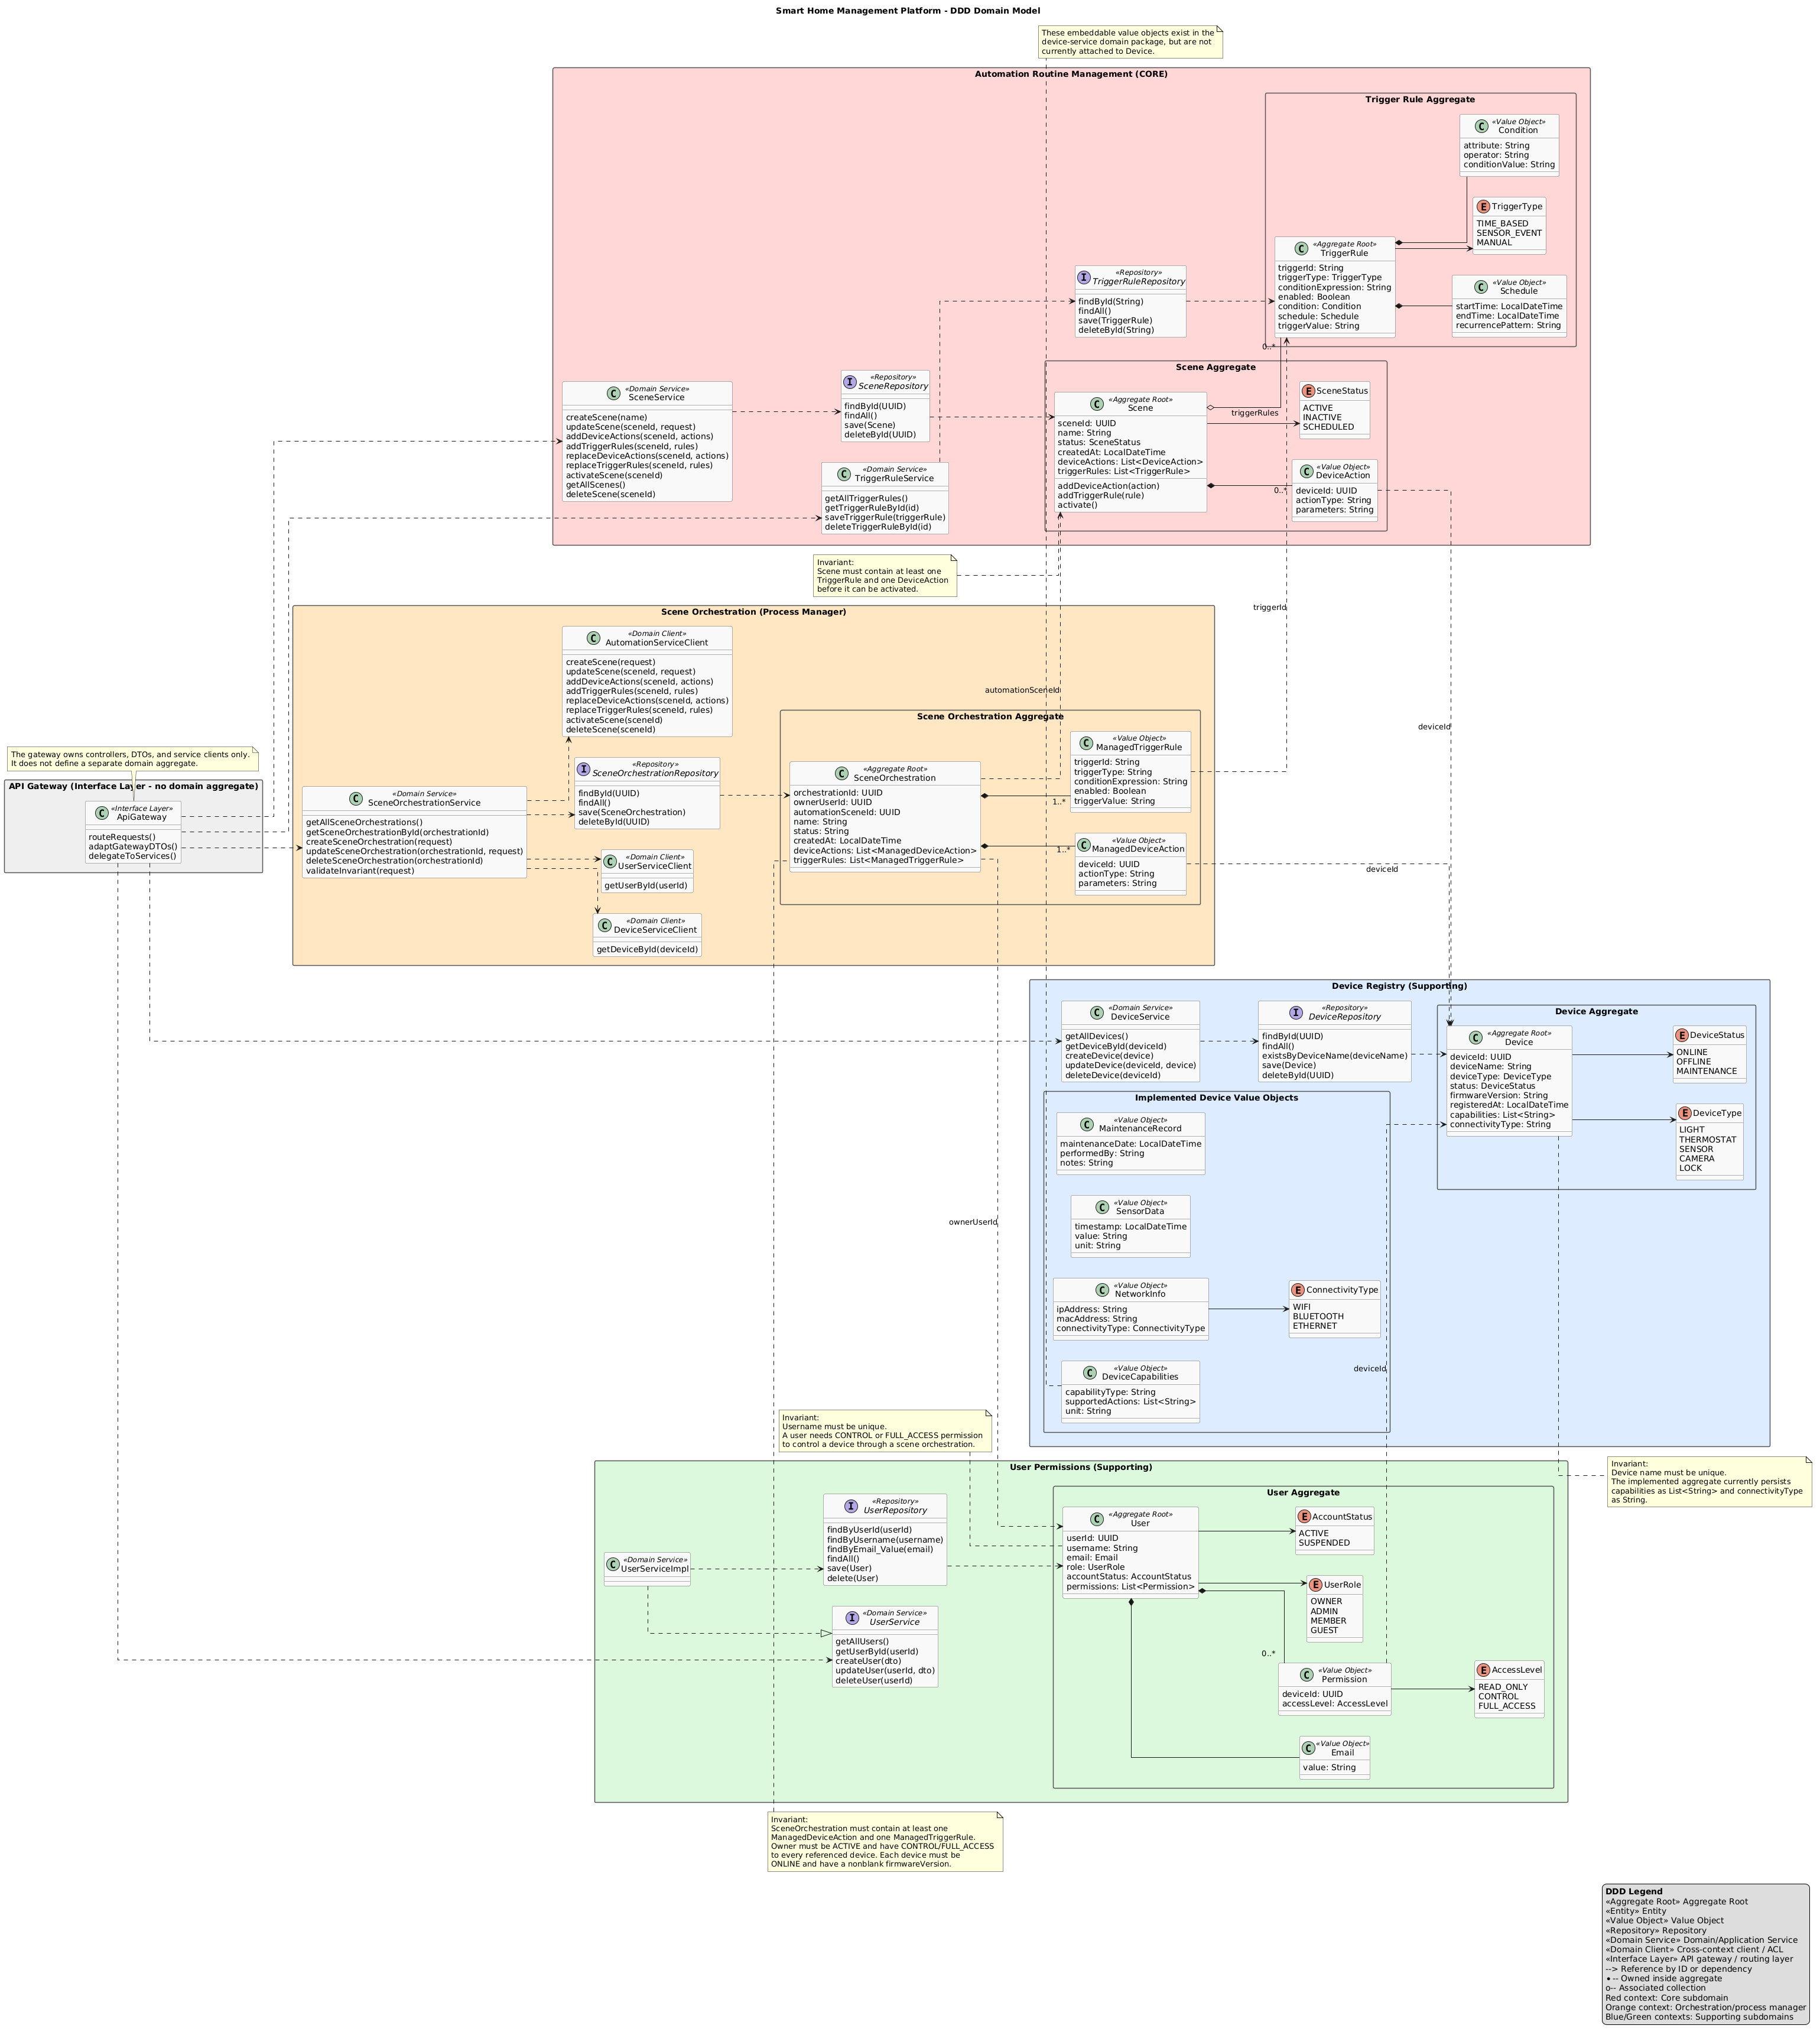 Smart Home Management Platform - DDD Domain Model
These embeddable value objects exist in the
device-service domain package, but are not
currently attached to Device.
Automation Routine Management (CORE)
Trigger Rule Aggregate
«Value Object»
C Condition
attribute: String
operator: String
conditionValue: String
E TriggerType
TIME_BASED
SENSOR_EVENT
MANUAL
«Aggregate Root»
C TriggerRule
triggerId: String
triggerType: TriggerType
conditionExpression: String
enabled: Boolean
condition: Condition
schedule: Schedule
triggerValue: String
«Value Object»
C Schedule
startTime: LocalDateTime
endTime: LocalDateTime
recurrencePattern: String
«Repository»
I TriggerRuleRepository
findById(String)
findAll()
save(TriggerRule)
deleteById(String)
0..*
Scene Aggregate
«Aggregate Root»
C Scene
sceneId: UUID
name: String
status: SceneStatus
createdAt: LocalDateTime
deviceActions: List<DeviceAction>
triggerRules: List<TriggerRule>
addDeviceAction(action)
addTriggerRule(rule)
activate()
triggerRules
E SceneStatus
ACTIVE
INACTIVE
SCHEDULED
0..*
«Value Object»
C DeviceAction
deviceId: UUID
actionType: String
parameters: String
«Domain Service»
C SceneService
createScene(name)
updateScene(sceneId, request)
addDeviceActions(sceneId, actions)
addTriggerRules(sceneId, rules)
replaceDeviceActions(sceneId, actions)
replaceTriggerRules(sceneId, rules)
activateScene(sceneId)
getAllScenes()
deleteScene(sceneId)
«Repository»
I SceneRepository
findById(UUID)
findAll()
save(Scene)
deleteById(UUID)
«Domain Service»
C TriggerRuleService
getAllTriggerRules()
getTriggerRuleById(id)
saveTriggerRule(triggerRule)
deleteTriggerRuleById(id)
Invariant:
Scene must contain at least one
TriggerRule and one DeviceAction
before it can be activated.
triggerId
Scene Orchestration (Process Manager)
«Domain Client»
C AutomationServiceClient
createScene(request)
updateScene(sceneId, request)
addDeviceActions(sceneId, actions)
addTriggerRules(sceneId, rules)
replaceDeviceActions(sceneId, actions)
replaceTriggerRules(sceneId, rules)
activateScene(sceneId)
deleteScene(sceneId)
automationSceneId
deviceId
Scene Orchestration Aggregate
«Value Object»
C ManagedTriggerRule
triggerId: String
triggerType: String
conditionExpression: String
enabled: Boolean
triggerValue: String
«Aggregate Root»
C SceneOrchestration
orchestrationId: UUID
ownerUserId: UUID
automationSceneId: UUID
name: String
status: String
createdAt: LocalDateTime
deviceActions: List<ManagedDeviceAction>
triggerRules: List<ManagedTriggerRule>
1..*
1..*
«Value Object»
C ManagedDeviceAction
deviceId: UUID
actionType: String
parameters: String
deviceId
«Repository»
I SceneOrchestrationRepository
findById(UUID)
findAll()
save(SceneOrchestration)
deleteById(UUID)
«Domain Service»
C SceneOrchestrationService
getAllSceneOrchestrations()
getSceneOrchestrationById(orchestrationId)
createSceneOrchestration(request)
updateSceneOrchestration(orchestrationId, request)
deleteSceneOrchestration(orchestrationId)
validateInvariant(request)
«Domain Client»
C UserServiceClient
getUserById(userId)
«Domain Client»
C DeviceServiceClient
getDeviceById(deviceId)
The gateway owns controllers, DTOs, and service clients only.
It does not define a separate domain aggregate.
API Gateway (Interface Layer - no domain aggregate)
«Interface Layer»
C ApiGateway
routeRequests()
adaptGatewayDTOs()
delegateToServices()
Device Registry (Supporting)
«Domain Service»
C DeviceService
getAllDevices()
getDeviceById(deviceId)
createDevice(device)
updateDevice(deviceId, device)
deleteDevice(deviceId)
«Repository»
I DeviceRepository
findById(UUID)
findAll()
existsByDeviceName(deviceName)
save(Device)
deleteById(UUID)
Device Aggregate
«Aggregate Root»
C Device
deviceId: UUID
deviceName: String
deviceType: DeviceType
status: DeviceStatus
firmwareVersion: String
registeredAt: LocalDateTime
capabilities: List<String>
connectivityType: String
E DeviceStatus
ONLINE
OFFLINE
MAINTENANCE
E DeviceType
LIGHT
THERMOSTAT
SENSOR
CAMERA
LOCK
Implemented Device Value Objects
«Value Object»
C MaintenanceRecord
maintenanceDate: LocalDateTime
performedBy: String
notes: String
«Value Object»
C SensorData
timestamp: LocalDateTime
value: String
unit: String
«Value Object»
C NetworkInfo
ipAddress: String
macAddress: String
connectivityType: ConnectivityType
E ConnectivityType
WIFI
BLUETOOTH
ETHERNET
«Value Object»
C DeviceCapabilities
capabilityType: String
supportedActions: List<String>
unit: String
deviceId
ownerUserId
Invariant:
Username must be unique.
A user needs CONTROL or FULL_ACCESS permission
to control a device through a scene orchestration.
Invariant:
Device name must be unique.
The implemented aggregate currently persists
capabilities as List<String> and connectivityType
as String.
User Permissions (Supporting)
«Repository»
I UserRepository
findByUserId(userId)
findByUsername(username)
findByEmail_Value(email)
findAll()
save(User)
delete(User)
«Domain Service»
C UserServiceImpl
«Domain Service»
I UserService
getAllUsers()
getUserById(userId)
createUser(dto)
updateUser(userId, dto)
deleteUser(userId)
User Aggregate
«Aggregate Root»
C User
userId: UUID
username: String
email: Email
role: UserRole
accountStatus: AccountStatus
permissions: List<Permission>
E AccountStatus
ACTIVE
SUSPENDED
E UserRole
OWNER
ADMIN
MEMBER
GUEST
0..*
«Value Object»
C Permission
deviceId: UUID
accessLevel: AccessLevel
E AccessLevel
READ_ONLY
CONTROL
FULL_ACCESS
«Value Object»
C Email
value: String
Invariant:
SceneOrchestration must contain at least one
ManagedDeviceAction and one ManagedTriggerRule.
Owner must be ACTIVE and have CONTROL/FULL_ACCESS
to every referenced device. Each device must be
ONLINE and have a nonblank firmwareVersion.
DDD Legend
«Aggregate Root» Aggregate Root
«Entity» Entity
«Value Object» Value Object
«Repository» Repository
«Domain Service» Domain/Application Service
«Domain Client» Cross-context client / ACL
«Interface Layer» API gateway / routing layer
--> Reference by ID or dependency
• -- Owned inside aggregate
o-- Associated collection
Red context: Core subdomain
Orange context: Orchestration/process manager
Blue/Green contexts: Supporting subdomains